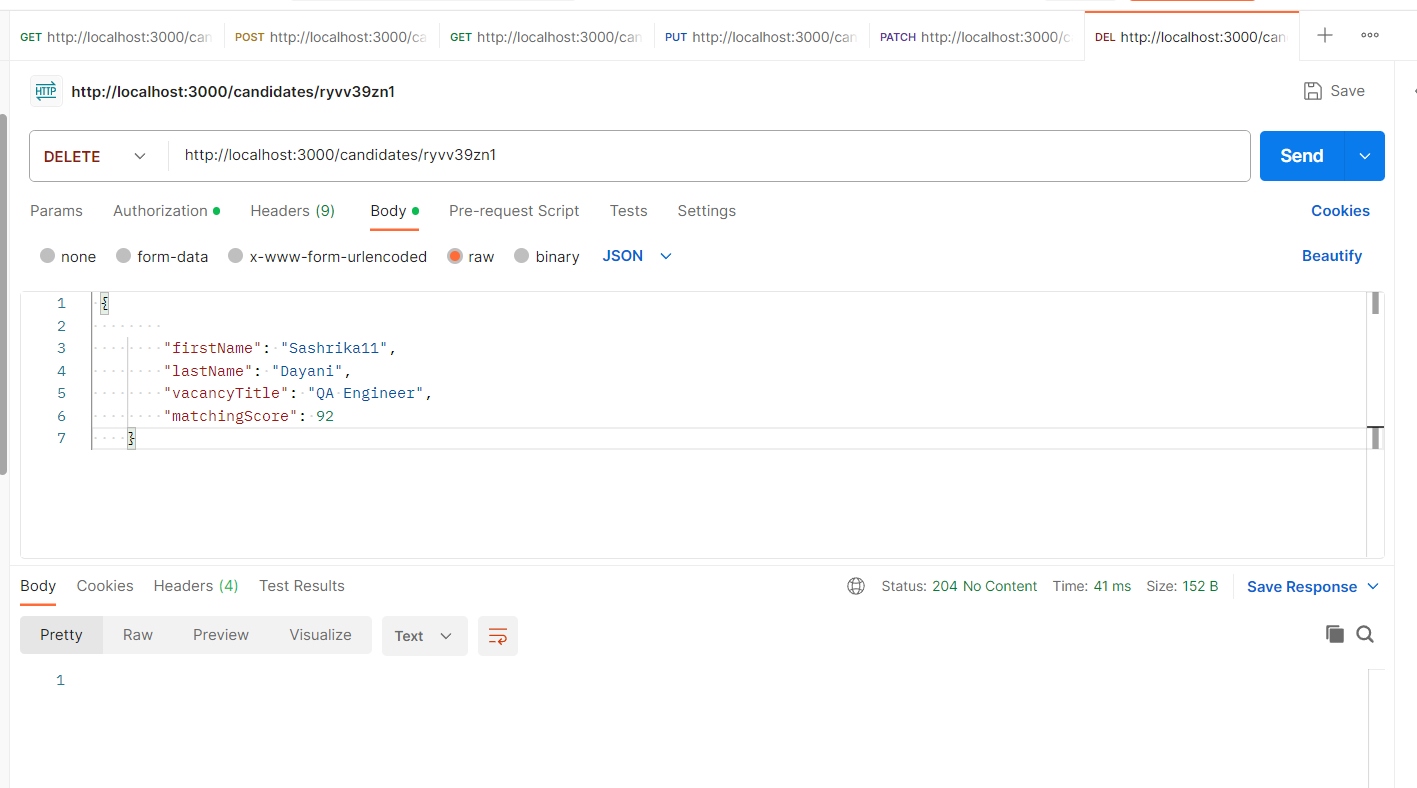 GET http://localhost:3000/can POST http://localhost:3000/ca GET http://localhost:3000/can PUT http://localhost:3000/can PATCH http://localhost:3000/c DEL http://localhost:3000/can
HTTP http://localhost:3000/candidates/ryvv39zn1 Save
DELETE http://localhost:3000/candidates/ryvv39zn1 Send
Params Authorization Headers (9) Body Pre-request Script Tests Settings Cookies
none form-data x-www-form-urlencoded raw binary JSON Beautify
1 {
2
3 "firstName": "Sashrika11",
4 "lastName": "Dayani",
5 "vacancyTitle": "QA Engineer",
6 "matchingScore": 92
7 }
Body Cookies Headers (4) Test Results Status: 204 No Content Time: 41 ms Size: 152 B Save Response
Pretty Raw Preview Visualize Text
1